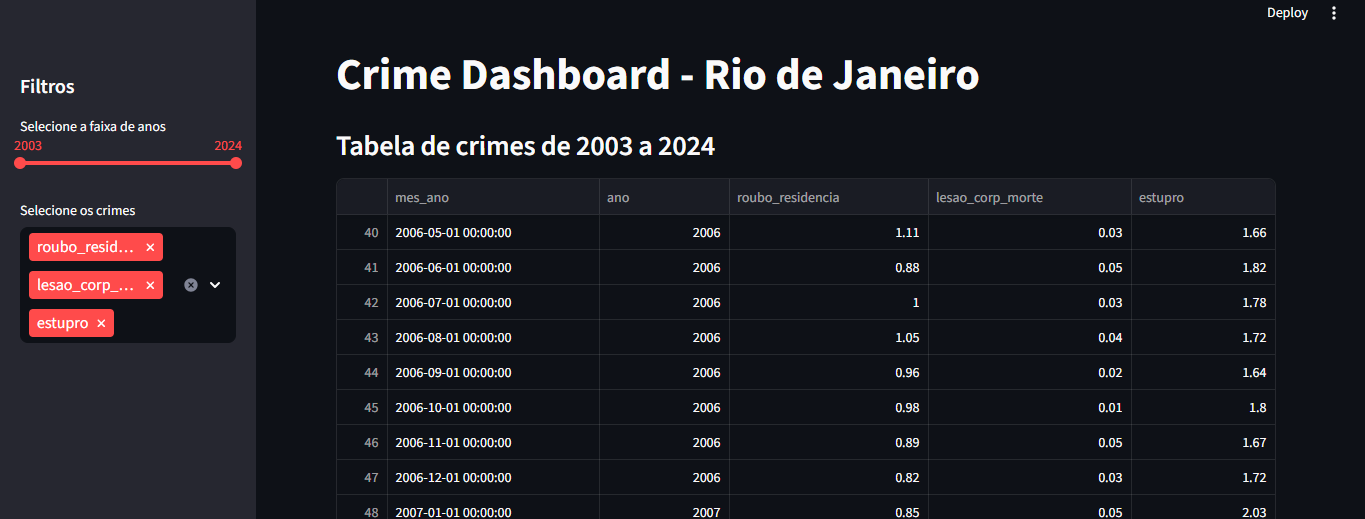 Deploy
Filtros
Selecione a faixa de anos
2003 2024
Selecione os crimes
roubo_resid...
lesao_corp_...
estupro
Crime Dashboard - Rio de Janeiro
Tabela de crimes de 2003 a 2024
mes_ano ano roubo_residencia lesao_corp_morte estupro
40 2006-05-01 00:00:00 2006 1.11 0.03 1.66
41 2006-06-01 00:00:00 2006 0.88 0.05 1.82
42 2006-07-01 00:00:00 2006 1 0.03 1.78
43 2006-08-01 00:00:00 2006 1.05 0.04 1.72
44 2006-09-01 00:00:00 2006 0.96 0.02 1.64
45 2006-10-01 00:00:00 2006 0.98 0.01 1.8
46 2006-11-01 00:00:00 2006 0.89 0.05 1.67
47 2006-12-01 00:00:00 2006 0.82 0.03 1.72
48 2007-01-01 00:00:00 2007 0.85 0.05 2.03